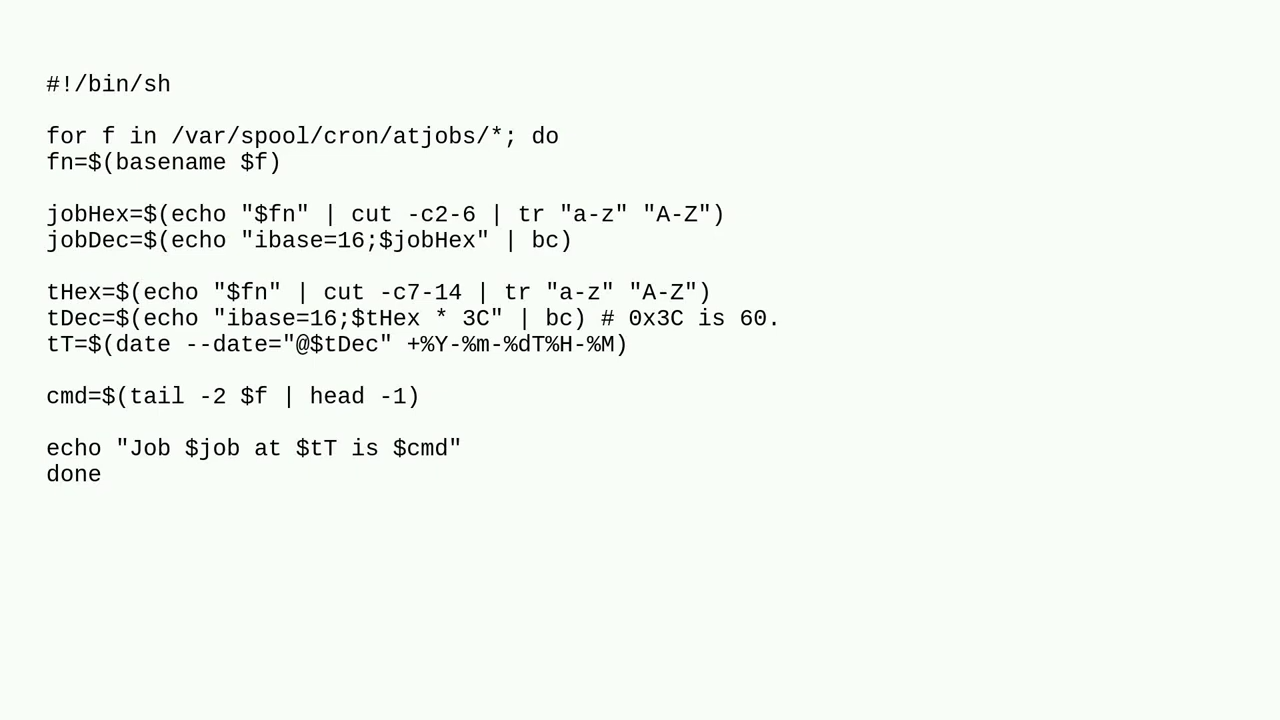 #!/bin/sh
for f in /var/spool/cron/atjobs/*; do
fn=$(basename $f)
jobHex=$(echo "$fn" | cut -c2-6 | tr "a-z" "A-Z")
jobDec=$(echo "ibase=16;$jobHex" | bc)
tHex=$(echo "$fn" | cut -c7-14 | tr "a-z" "A-Z")
tDec=$(echo "ibase=16;$tHex * 3C" | bc) # 0x3C is 60.
tT=$(date --date="@$tDec" +%Y-%m-%dT%H-%M)
cmd=$(tail -2 $f | head -1)
echo "Job $job at $tT is $cmd"
done